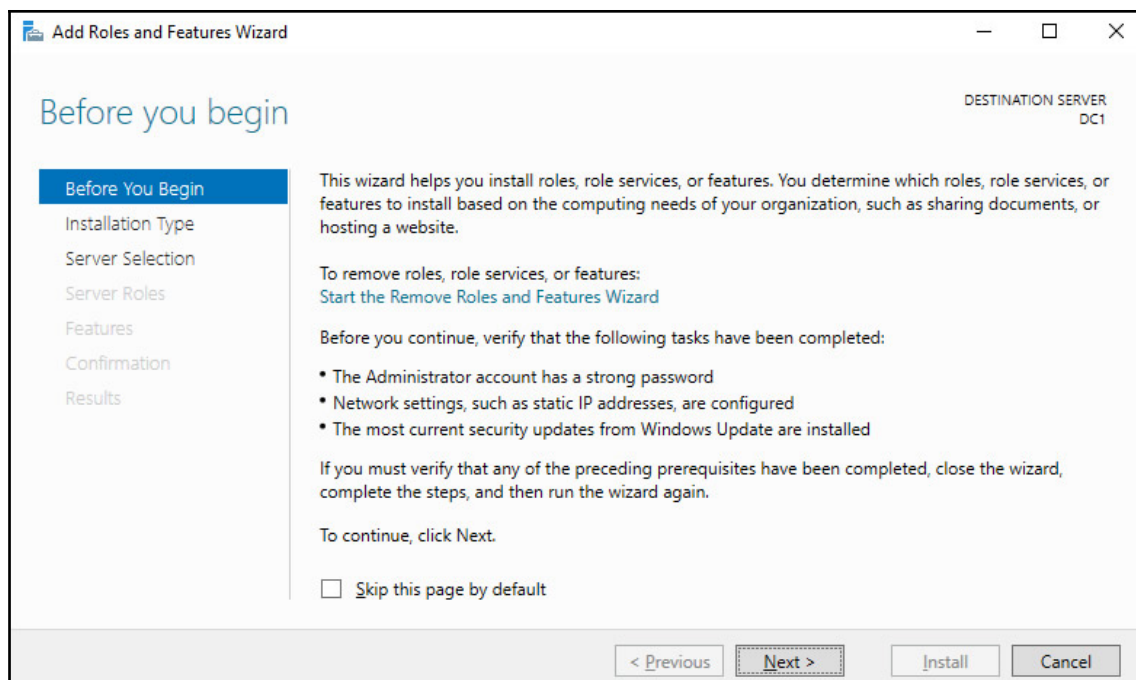 Add Roles and Features Wizard
Before you begin
DESTINATION SERVER
DC1
Before You Begin
Installation Type
Server Selection
Server Roles
Features
Confirmation
Results
This wizard helps you install roles, role services, or features. You determine which roles, role services, or
features to install based on the computing needs of your organization, such as sharing documents, or
hosting a website.
To remove roles, role services, or features:
Start the Remove Roles and Features Wizard
Before you continue, verify that the following tasks have been completed:
• The Administrator account has a strong password
• Network settings, such as static IP addresses, are configured
• The most current security updates from Windows Update are installed
If you must verify that any of the preceding prerequisites have been completed, close the wizard,
complete the steps, and then run the wizard again.
To continue, click Next.
Skip this page by default
< Previous
Next >
Install
Cancel